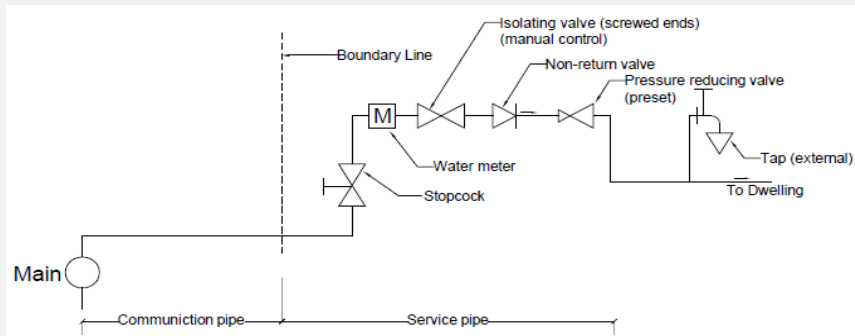 Isolating valve (screwed ends)
(manual control)
Boundary Line
Non-return valve
Pressure reducing valve
(preset)
M
Water meter
Tap (external)
Stopcock
To Dwelling
Main
Communiction pipe
Service pipe